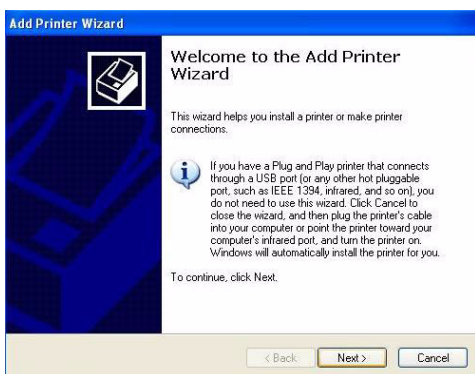 Add Printer Wizard
Welcome to the Add Printer
Wizard
This wizard helps you install a printer or make printer
connections.
If you have a Plug and Play printer that connects
through a USB port (or any other hot pluggable
port, such as IEEE 1394, infrared, and so on), you
do not need to use this wizard. Click Cancel to
close the wizard, and then plug the printer's cable
into your computer or point the printer toward your
computer's infrared port, and turn the printer on.
Windows will automatically install the printer for you.
To continue, click Next.
< Back
Next >
Cancel